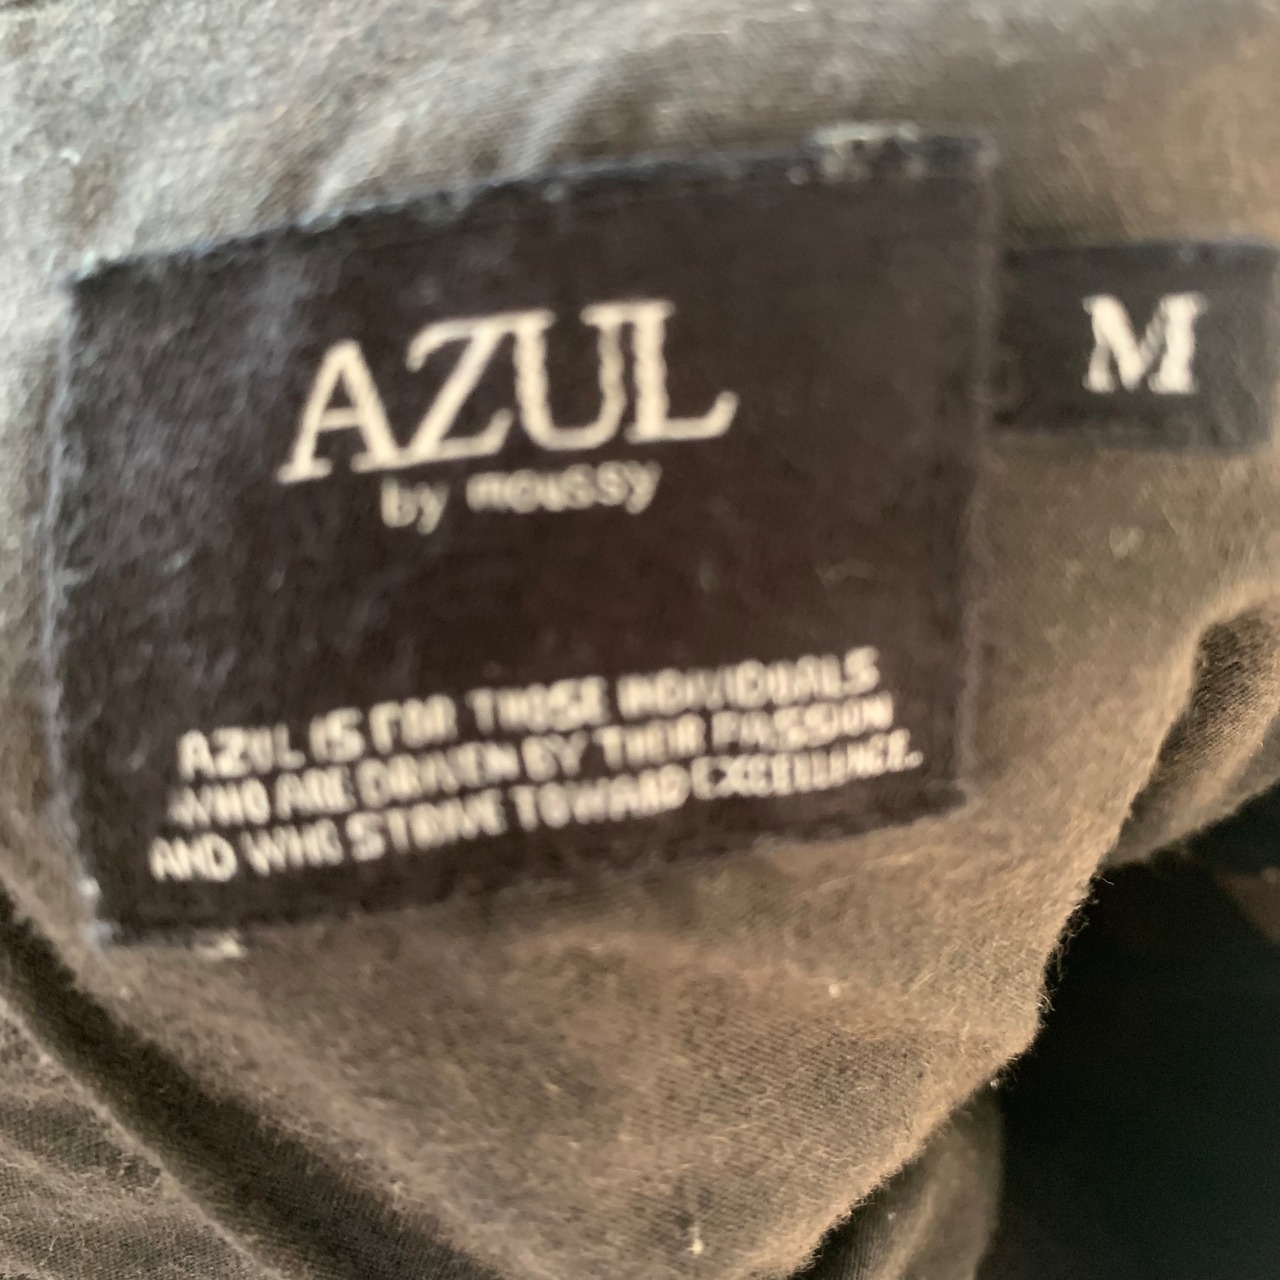 AZUL
by moussy
M
AZUL IS FOR THOSE INDIVIDUALS
WHO ARE DRIVEN BY THEIR PASSION
AND WHO STRIVE TOWARD EXCELLENCE.